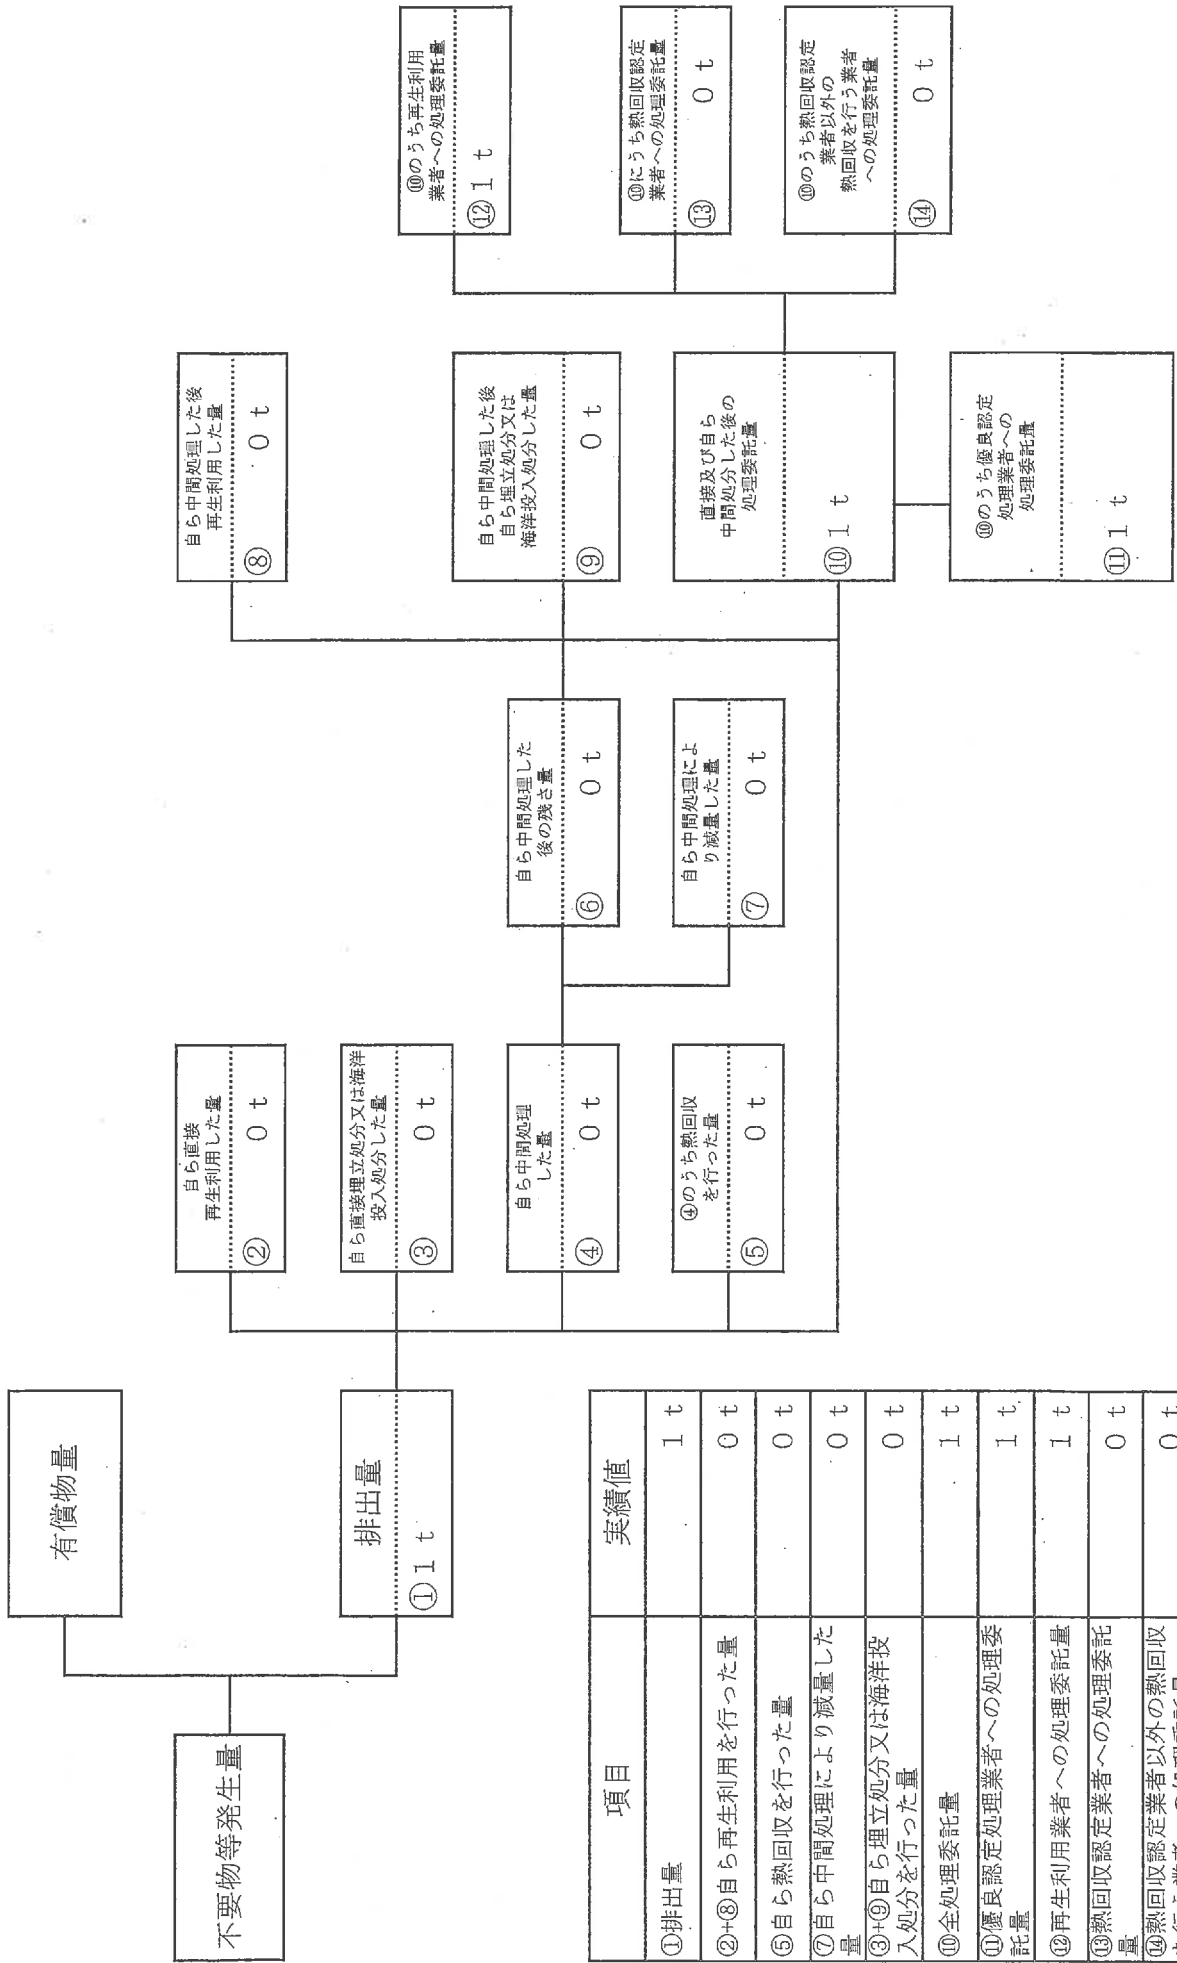 不要物等発生量
有償物量
排出量
①1 t
自ら直接
再生利用した量
② 0 t
自ら直接埋立処分又は海洋
投入処分した量
③ 0 t
自ら中間処理
した量
④ 0 t
④のうち熱回収
を行った量
⑤ 0 t
自ら中間処理した
後の残さ量
⑥ 0 t
自ら中間処理によ
り減量した量
⑦ 0 t
自ら中間処理した後
再生利用した量
⑧ 0 t
自ら中間処理した後
自ら埋立処分又は
海洋投入処分した量
⑨ 0 t
直接及び自ら
中間処分した後の
処理委託量
⑩1 t
⑩のうち優良認定
処理業者への
処理委託量
⑪1 t
⑩のうち再生利用
業者への処理委託量
⑫1 t
⑩にうち熱回収認定
業者への処理委託量
⑬ 0 t
⑩のうち熱回収認定
業者以外の
熱回収を行う業者
への処理委託量
⑭ 0 t
項目 実績値
①排出量 1 t
②+⑧自ら再生利用を行った量 0 t
⑤自ら熱回収を行った量 0 t
⑦自ら中間処理により減量した
量 0 t
③+⑨自ら埋立処分又は海洋投
入処分を行った量 0 t
⑩全処理委託量 1 t
⑪優良認定処理業者への処理委
託量 1 t
⑫再生利用業者への処理委託量 1 t
⑬熱回収認定業者への処理委託
量 0 t
⑭熱回収認定業者以外の熱回収 0 t